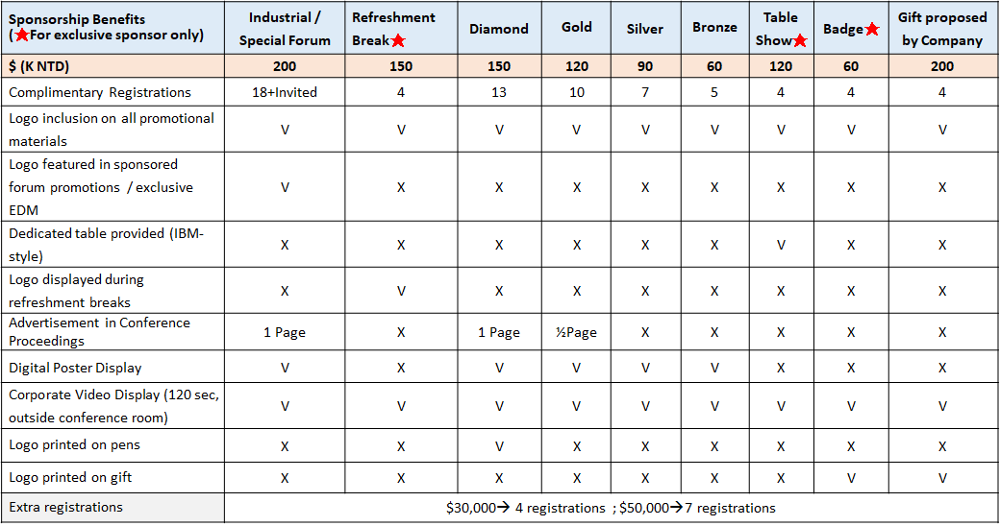 Sponsorship Benefits (★For exclusive sponsor only) | Industrial / Special Forum | Refreshment Break★ | Diamond | Gold | Silver | Bronze | Table Show★ | Badge★ | Gift proposed by Company
$ (K NTD) | 200 | 150 | 150 | 120 | 90 | 60 | 120 | 60 | 200
Complimentary Registrations | 18+Invited | 4 | 13 | 10 | 7 | 5 | 4 | 4 | 4
Logo inclusion on all promotional materials | V | V | V | V | V | V | V | V | V
Logo featured in sponsored forum promotions / exclusive EDM | V | X | X | X | X | X | X | X | X
Dedicated table provided (IBM-style) | X | X | X | X | X | X | V | X | X
Logo displayed during refreshment breaks | X | V | X | X | X | X | X | X | X
Advertisement in Conference Proceedings | 1 Page | X | 1 Page | ½Page | X | X | X | X | X
Digital Poster Display | V | X | V | V | V | V | X | X | X
Corporate Video Display (120 sec, outside conference room) | V | V | V | V | V | V | V | V | V
Logo printed on pens | X | X | V | X | X | X | X | X | X
Logo printed on gift | X | X | X | X | X | X | X | V | V
Extra registrations | $30,000→ 4 registrations ; $50,000→7 registrations